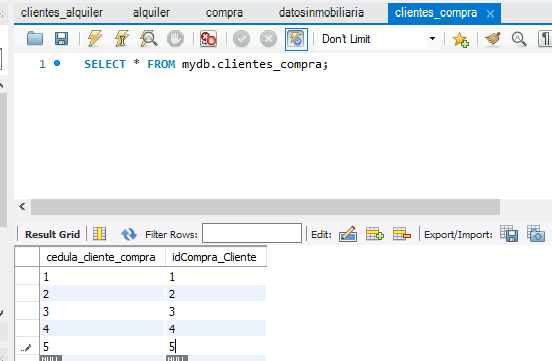 clientes_alquiler alquiler compra datosinmobiliaria clientes_compra
Don't Limit
1 SELECT * FROM mydb.clientes_compra;
Result Grid Filter Rows: Edit: Export/Import:
cedula_cliente_compra idCompra_Cliente
1 1
2 2
3 3
4 4
5 5
NULL NULL